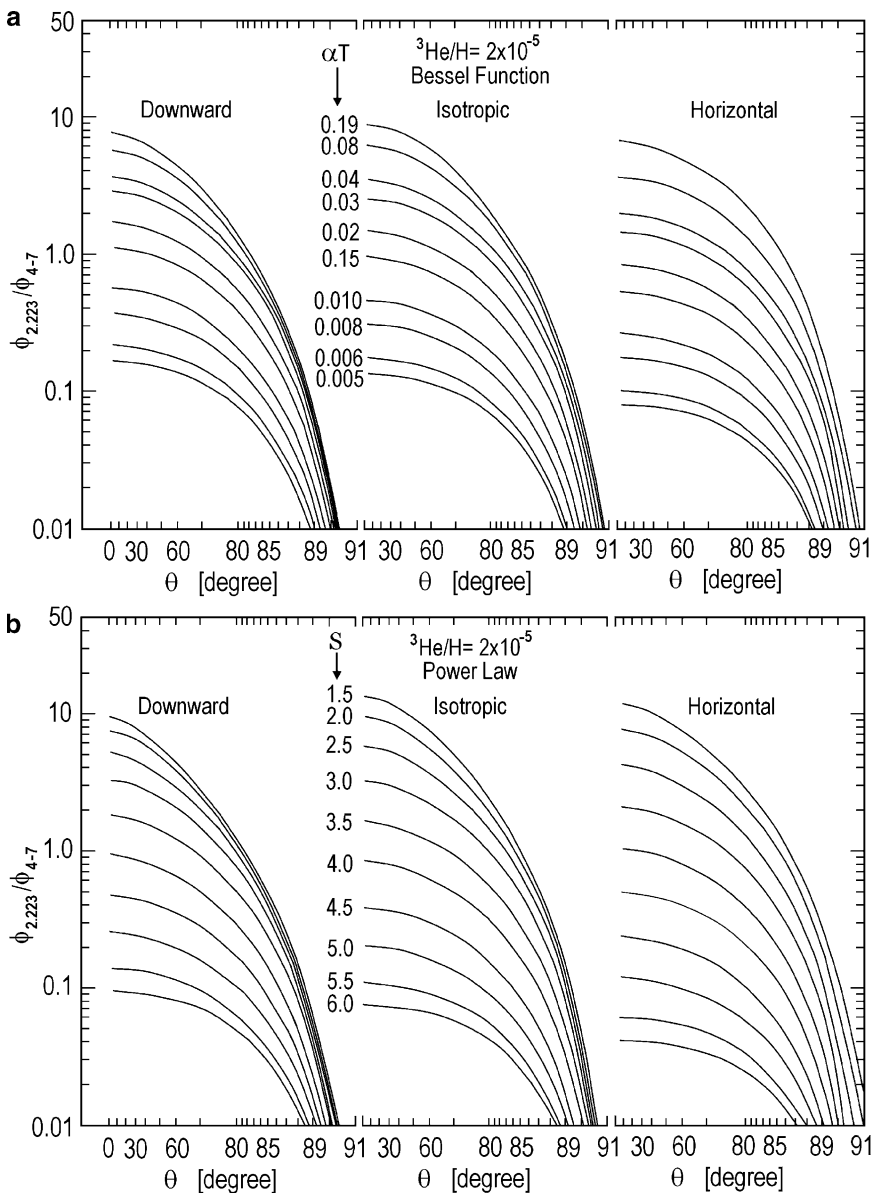 a
50
10
1.0
0.1
0.01
ϕ2.223/ϕ4-7
Downward
αT
³He/H= 2x10⁻⁵
Bessel Function
Isotropic
Horizontal
0.19
0.08
0.04
0.03
0.02
0.15
0.010
0.008
0.006
0.005
0 30 60 80 85 89 91 30 60 80 85 89 91 30 60 80 85 89 91
θ [degree] θ [degree] θ [degree]
b
50
10
1.0
0.1
0.01
ϕ2.223/ϕ4-7
Downward
S
³He/H= 2x10⁻⁵
Power Law
Isotropic
Horizontal
1.5
2.0
2.5
3.0
3.5
4.0
4.5
5.0
5.5
6.0
0 30 60 80 85 89 91 30 60 80 85 89 91 30 60 80 85 89 91
θ [degree] θ [degree] θ [degree]